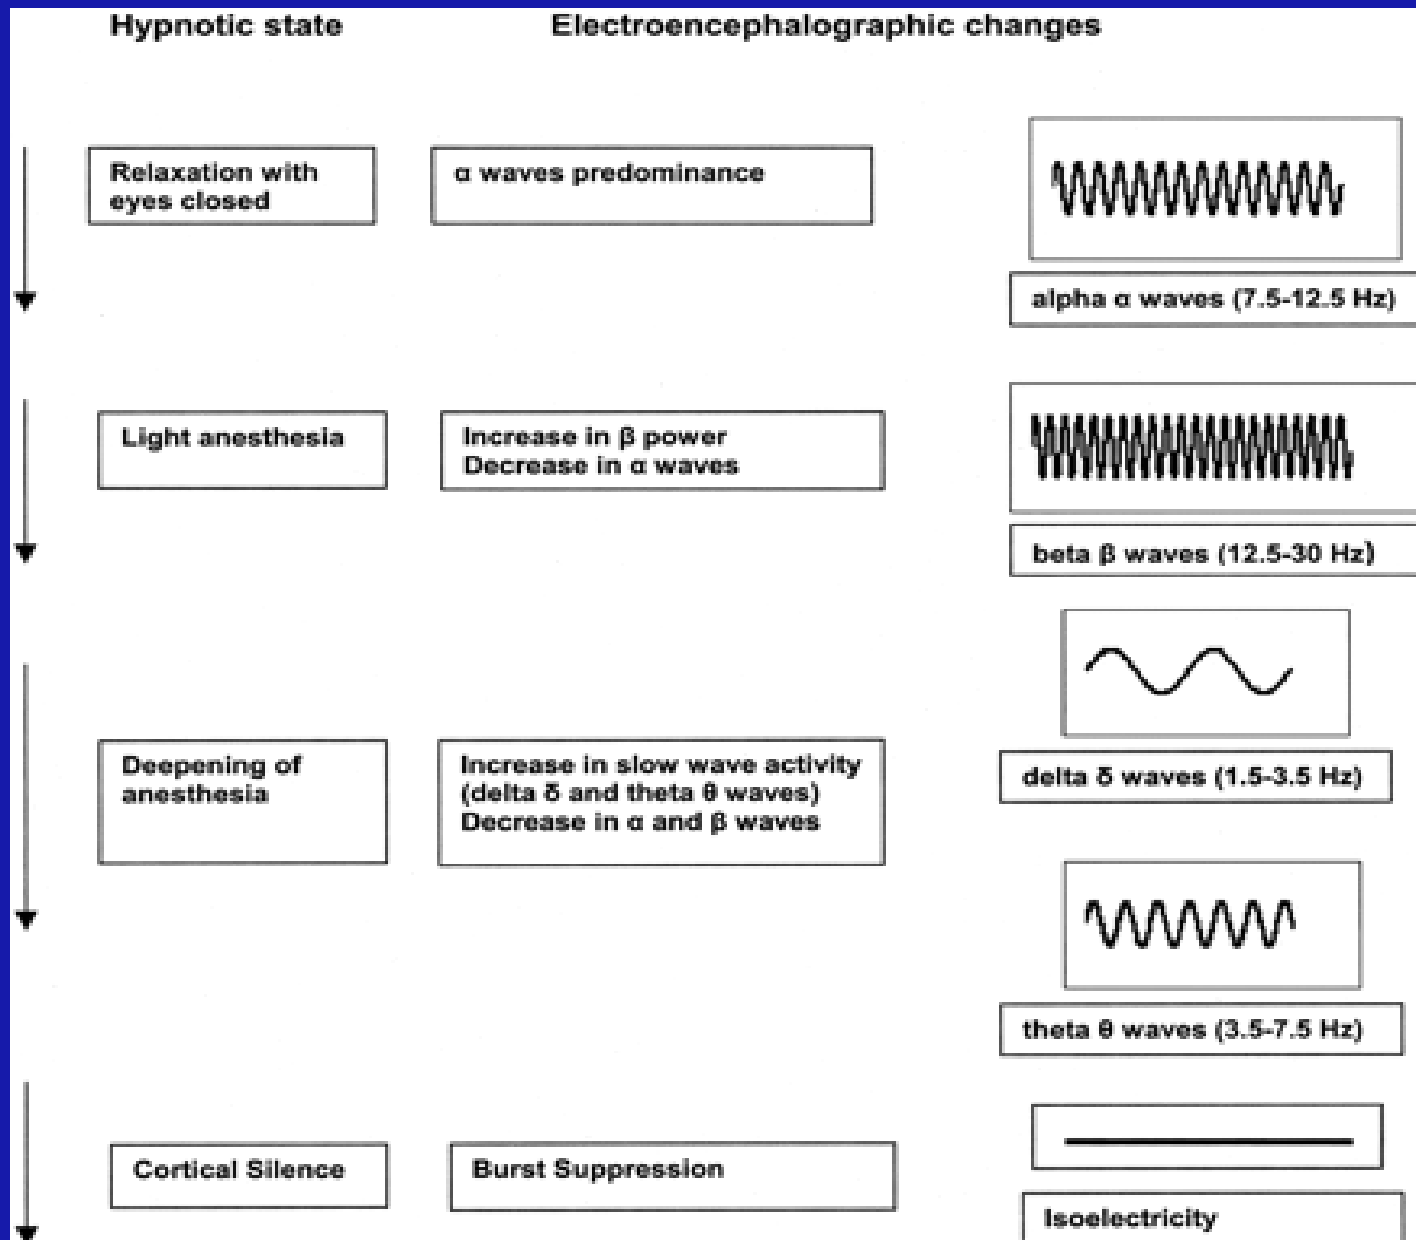 Hypnotic state
Electroencephalographic changes
Relaxation with
eyes closed
α waves predominance
alpha α waves (7.5-12.5 Hz)
Light anesthesia
Increase in β power
Decrease in α waves
beta β waves (12.5-30 Hz)
Deepening of
anesthesia
Increase in slow wave activity
(delta δ and theta θ waves)
Decrease in α and β waves
delta δ waves (1.5-3.5 Hz)
theta θ waves (3.5-7.5 Hz)
Cortical Silence
Burst Suppression
Isoelectricity